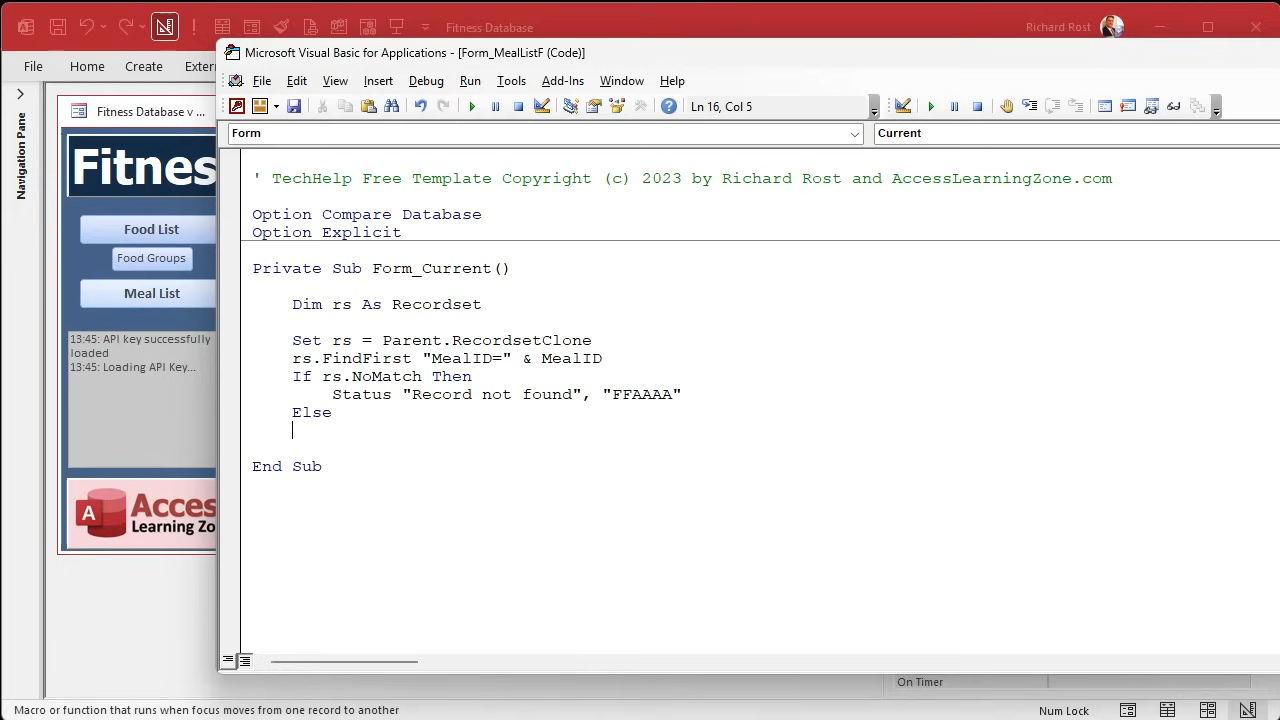 Fitness Database
Richard Rost
File
Home
Create
Extern
Navigation Pane
Fitness Database v ...
Fitnes
Food List
Food Groups
Meal List
13:45: API key successfully
loaded
13:45: Loading API Key...
Acces
Learning Zo
A
Microsoft Visual Basic for Applications - [Form_MealListF (Code)]
File Edit View Insert Debug Run Tools Add-Ins Window Help
Ln 16, Col 5
Form
Current
' TechHelp Free Template Copyright (c) 2023 by Richard Rost and AccessLearningZone.com
Option Compare Database
Option Explicit
Private Sub Form_Current()
Dim rs As Recordset
Set rs = Parent.RecordsetClone
rs.FindFirst "MealID=" & MealID
If rs.NoMatch Then
Status "Record not found", "FFAAAA"
Else
End Sub
On Timer
Macro or function that runs when focus moves from one record to another
Num Lock